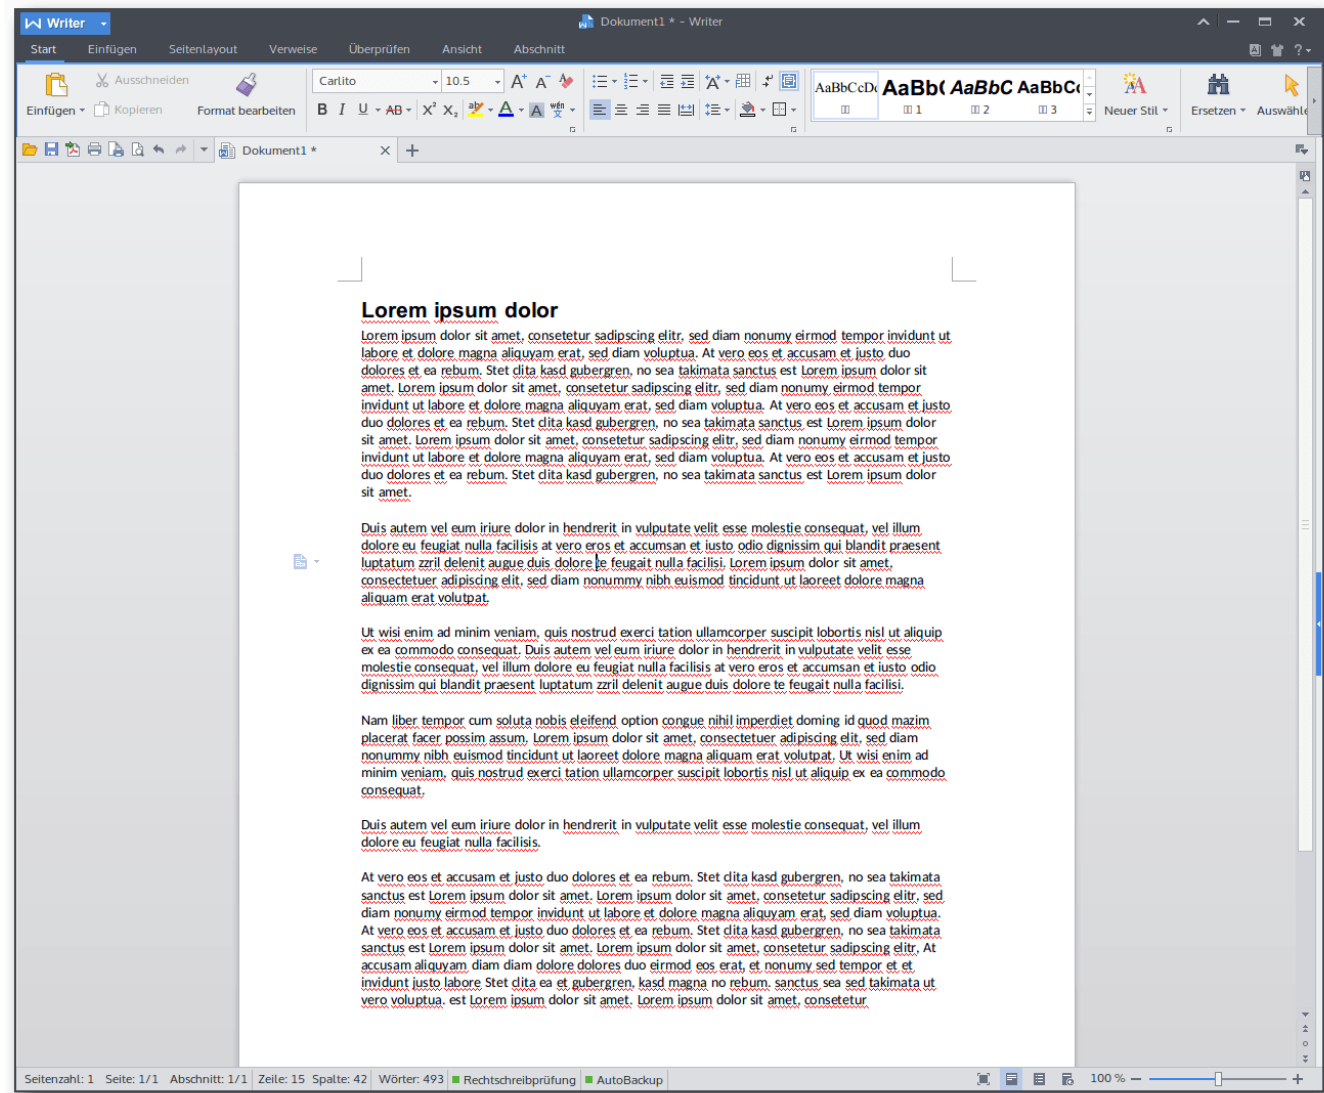 Writer
Dokument1 * - Writer
Start Einfügen Seitenlayout Verweise Überprüfen Ansicht Abschnitt
Einfügen Ausschneiden Kopieren Format bearbeiten
Carlito 10.5
AaBbCcDc AaBb( AaBbC AaBbCc
1 2 3
Neuer Stil Ersetzen Auswähle
Dokument1 *
Lorem ipsum dolor
Lorem ipsum dolor sit amet, consetetur sadipscing elitr, sed diam nonumy eirmod tempor invidunt ut
labore et dolore magna aliquyam erat, sed diam voluptua. At vero eos et accusam et justo duo
dolores et ea rebum. Stet clita kasd gubergren, no sea takimata sanctus est Lorem ipsum dolor sit
amet. Lorem ipsum dolor sit amet, consetetur sadipscing elitr, sed diam nonumy eirmod tempor
invidunt ut labore et dolore magna aliquyam erat, sed diam voluptua. At vero eos et accusam et justo
duo dolores et ea rebum. Stet clita kasd gubergren, no sea takimata sanctus est Lorem ipsum dolor
sit amet. Lorem ipsum dolor sit amet, consetetur sadipscing elitr, sed diam nonumy eirmod tempor
invidunt ut labore et dolore magna aliquyam erat, sed diam voluptua. At vero eos et accusam et justo
duo dolores et ea rebum. Stet clita kasd gubergren, no sea takimata sanctus est Lorem ipsum dolor
sit amet.
Duis autem vel eum iriure dolor in hendrerit in vulputate velit esse molestie consequat, vel illum
dolore eu feugiat nulla facilisis at vero eros et accumsan et iusto odio dignissim qui blandit praesent
luptatum zzril delenit augue duis dolore te feugait nulla facilisi. Lorem ipsum dolor sit amet,
consectetuer adipiscing elit, sed diam nonummy nibh euismod tincidunt ut laoreet dolore magna
aliquam erat volutpat.
Ut wisi enim ad minim veniam, quis nostrud exerci tation ullamcorper suscipit lobortis nisl ut aliquip
ex ea commodo consequat. Duis autem vel eum iriure dolor in hendrerit in vulputate velit esse
molestie consequat, vel illum dolore eu feugiat nulla facilisis at vero eros et accumsan et iusto odio
dignissim qui blandit praesent luptatum zzril delenit augue duis dolore te feugait nulla facilisi.
Nam liber tempor cum soluta nobis eleifend option congue nihil imperdiet doming id quod mazim
placerat facer possim assum. Lorem ipsum dolor sit amet, consectetuer adipiscing elit, sed diam
nonummy nibh euismod tincidunt ut laoreet dolore magna aliquam erat volutpat. Ut wisi enim ad
minim veniam, quis nostrud exerci tation ullamcorper suscipit lobortis nisl ut aliquip ex ea commodo
consequat.
Duis autem vel eum iriure dolor in hendrerit in vulputate velit esse molestie consequat, vel illum
dolore eu feugiat nulla facilisis.
At vero eos et accusam et justo duo dolores et ea rebum. Stet clita kasd gubergren, no sea takimata
sanctus est Lorem ipsum dolor sit amet. Lorem ipsum dolor sit amet, consetetur sadipscing elitr, sed
diam nonumy eirmod tempor invidunt ut labore et dolore magna aliquyam erat, sed diam voluptua.
At vero eos et accusam et justo duo dolores et ea rebum. Stet clita kasd gubergren, no sea takimata
sanctus est Lorem ipsum dolor sit amet. Lorem ipsum dolor sit amet, consetetur sadipscing elitr, At
accusam aliquyam diam diam dolore dolores duo eirmod eos erat, et nonumy sed tempor et et
invidunt justo labore Stet clita ea et gubergren, kasd magna no rebum. sanctus sea sed takimata ut
vero voluptua. est Lorem ipsum dolor sit amet. Lorem ipsum dolor sit amet, consetetur
Seitenzahl: 1 Seite: 1/1 Abschnitt: 1/1 Zeile: 15 Spalte: 42 Wörter: 493 Rechtschreibprüfung AutoBackup 100 %